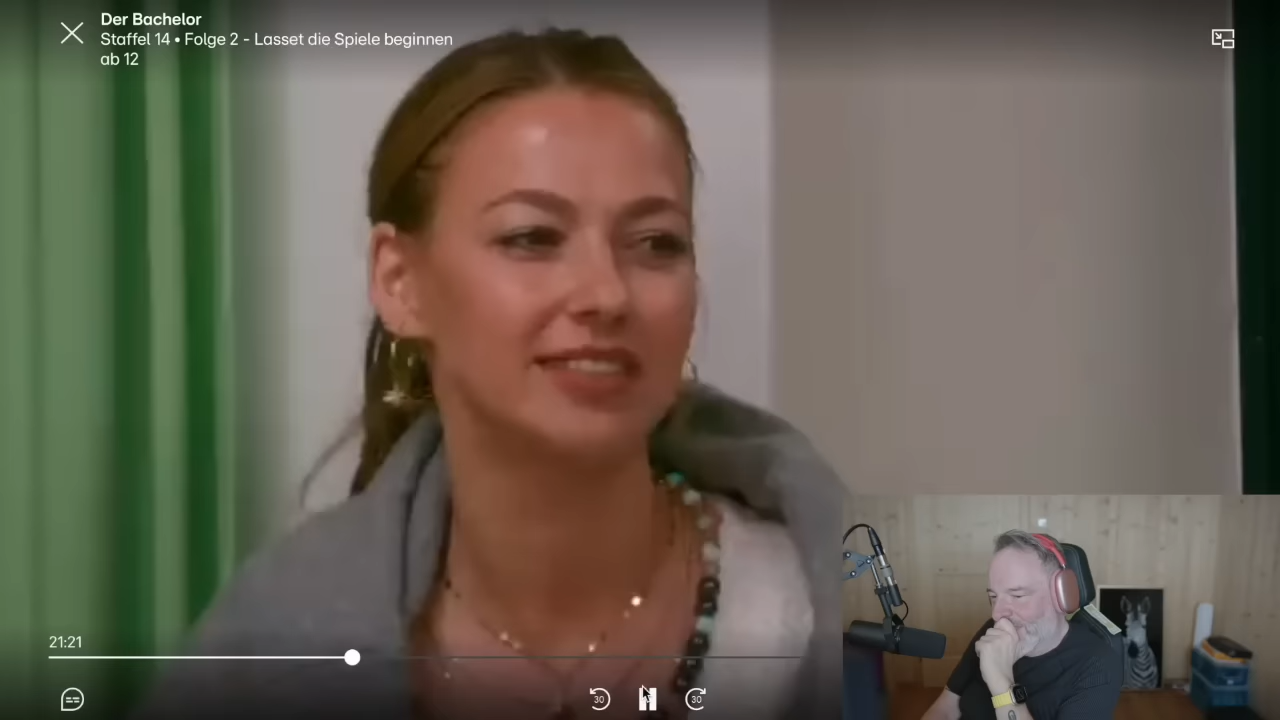 Der Bachelor
Staffel 14 • Folge 2 - Lasset die Spiele beginnen
ab 12
21:21
30
30